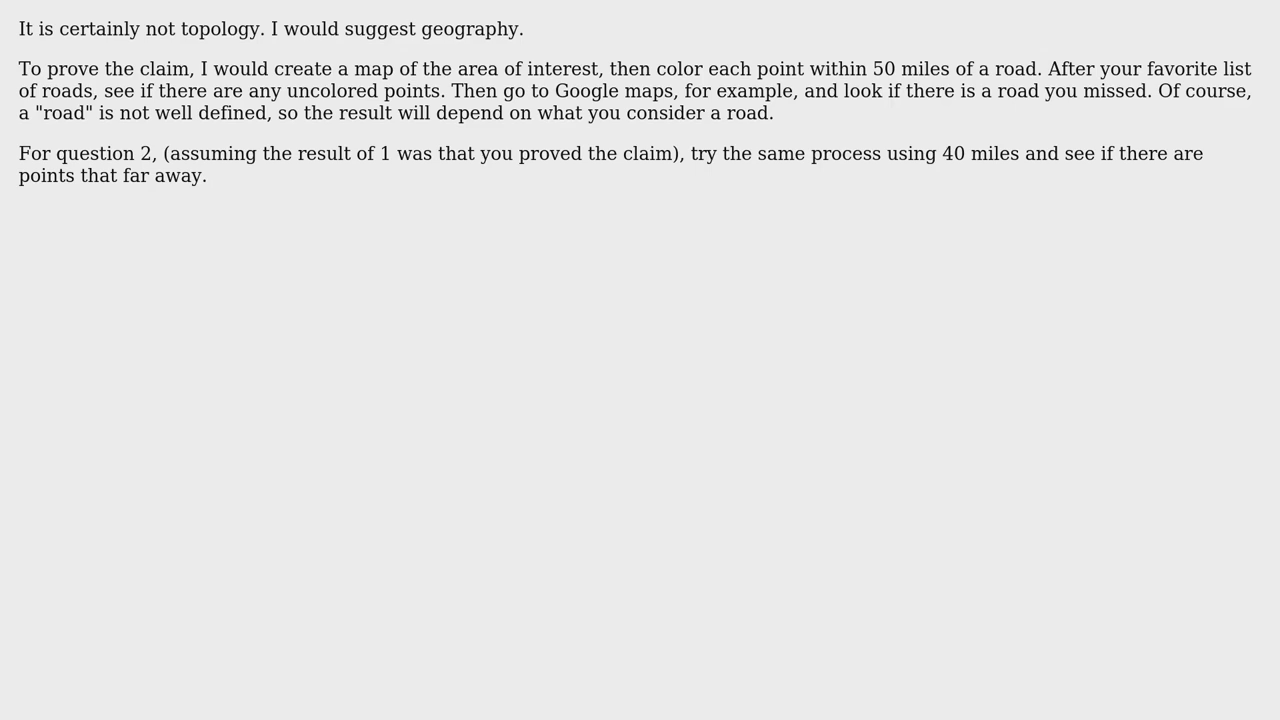 It is certainly not topology. I would suggest geography.
To prove the claim, I would create a map of the area of interest, then color each point within 50 miles of a road. After your favorite list
of roads, see if there are any uncolored points. Then go to Google maps, for example, and look if there is a road you missed. Of course,
a "road" is not well defined, so the result will depend on what you consider a road.
For question 2, (assuming the result of 1 was that you proved the claim), try the same process using 40 miles and see if there are
points that far away.